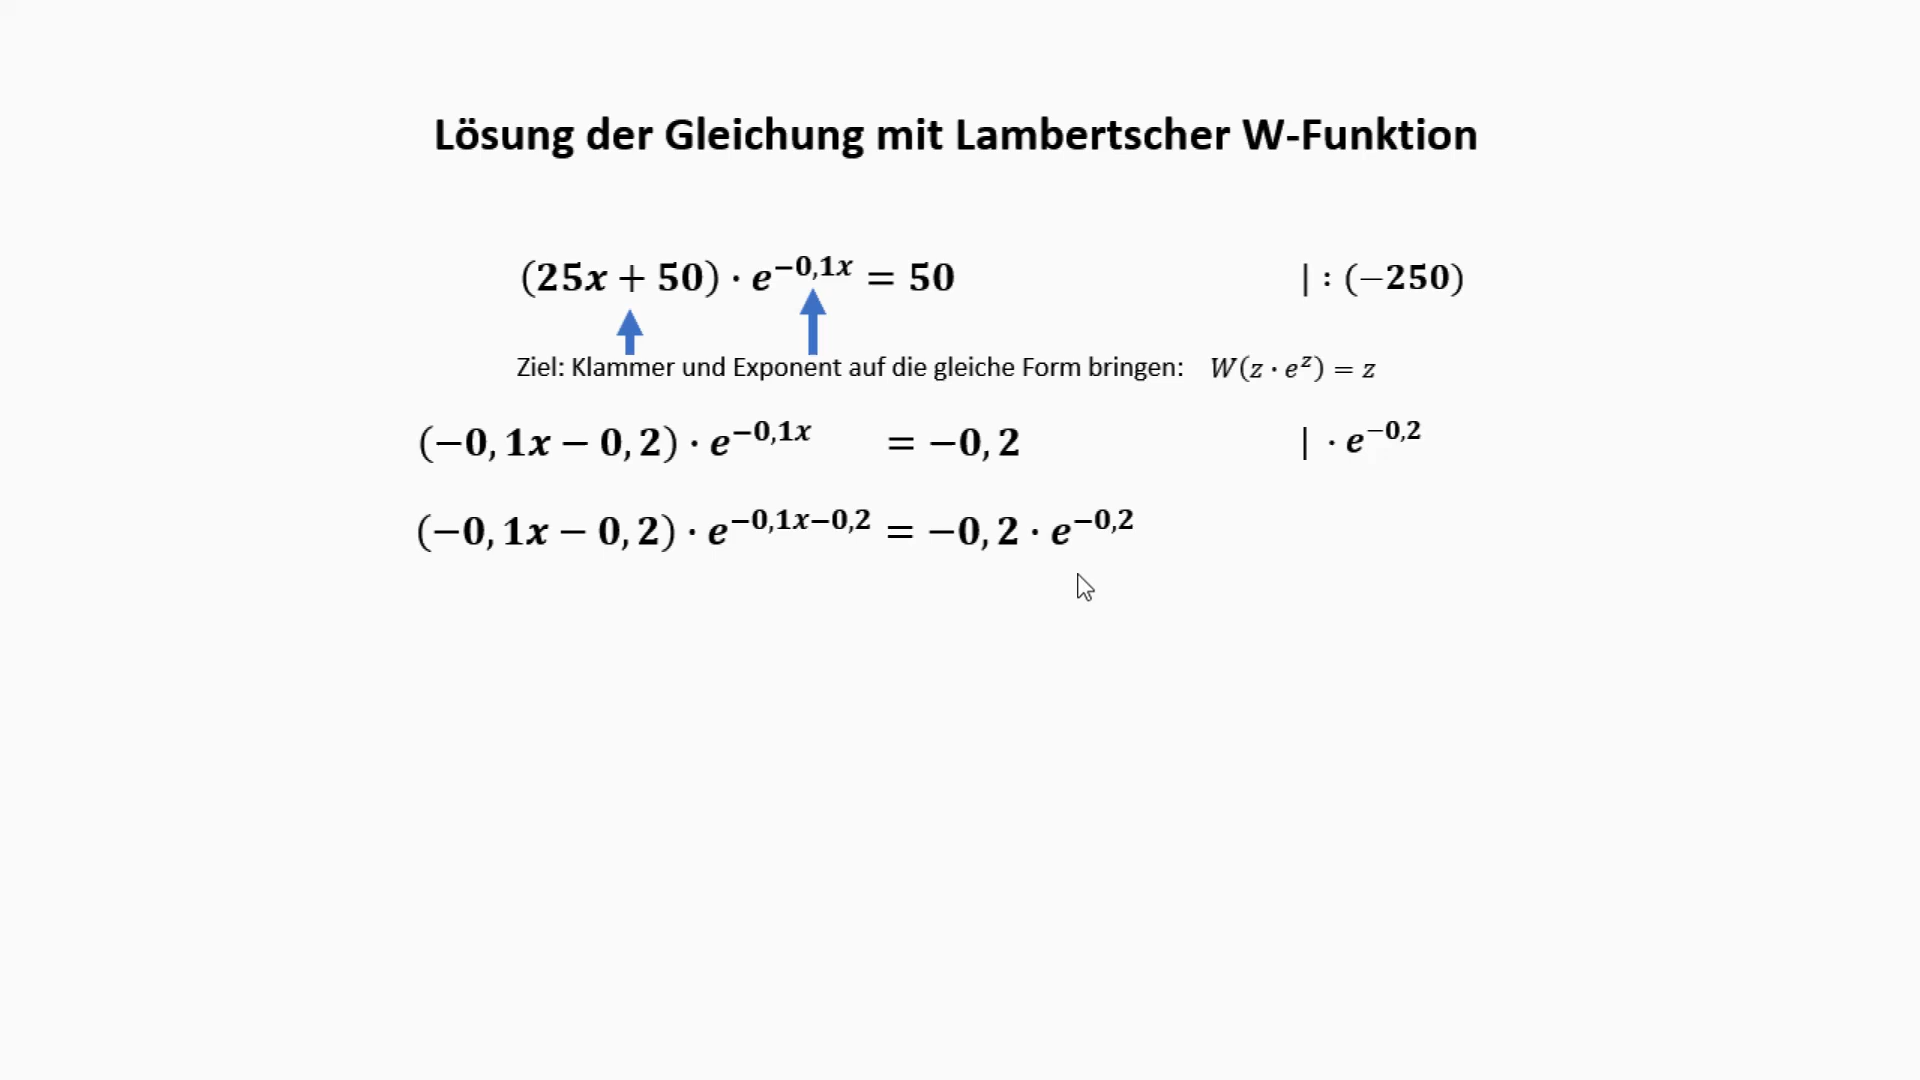 Lösung der Gleichung mit Lambertscher W-Funktion
(25x + 50) · e^{−0,1x} = 50 | : (−250)
Ziel: Klammer und Exponent auf die gleiche Form bringen: W(z · e^z) = z
(−0, 1x − 0, 2) · e^{−0,1x} = −0, 2 | · e^{−0,2}
(−0, 1x − 0, 2) · e^{−0,1x−0,2} = −0, 2 · e^{−0,2}